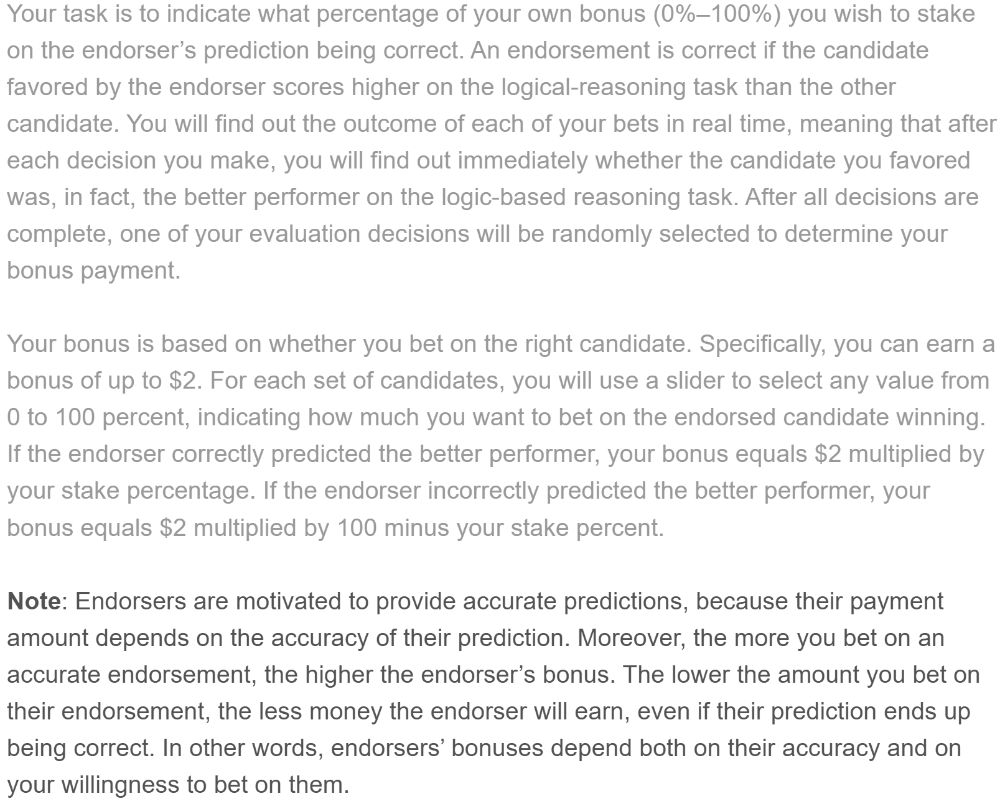 Your task is to indicate what percentage of your own bonus (0%–100%) you wish to stake
on the endorser’s prediction being correct. An endorsement is correct if the candidate
favored by the endorser scores higher on the logical-reasoning task than the other
candidate. You will find out the outcome of each of your bets in real time, meaning that after
each decision you make, you will find out immediately whether the candidate you favored
was, in fact, the better performer on the logic-based reasoning task. After all decisions are
complete, one of your evaluation decisions will be randomly selected to determine your
bonus payment.
Your bonus is based on whether you bet on the right candidate. Specifically, you can earn a
bonus of up to $2. For each set of candidates, you will use a slider to select any value from
0 to 100 percent, indicating how much you want to bet on the endorsed candidate winning.
If the endorser correctly predicted the better performer, your bonus equals $2 multiplied by
your stake percentage. If the endorser incorrectly predicted the better performer, your
bonus equals $2 multiplied by 100 minus your stake percent.
Note: Endorsers are motivated to provide accurate predictions, because their payment
amount depends on the accuracy of their prediction. Moreover, the more you bet on an
accurate endorsement, the higher the endorser’s bonus. The lower the amount you bet on
their endorsement, the less money the endorser will earn, even if their prediction ends up
being correct. In other words, endorsers’ bonuses depend both on their accuracy and on
your willingness to bet on them.